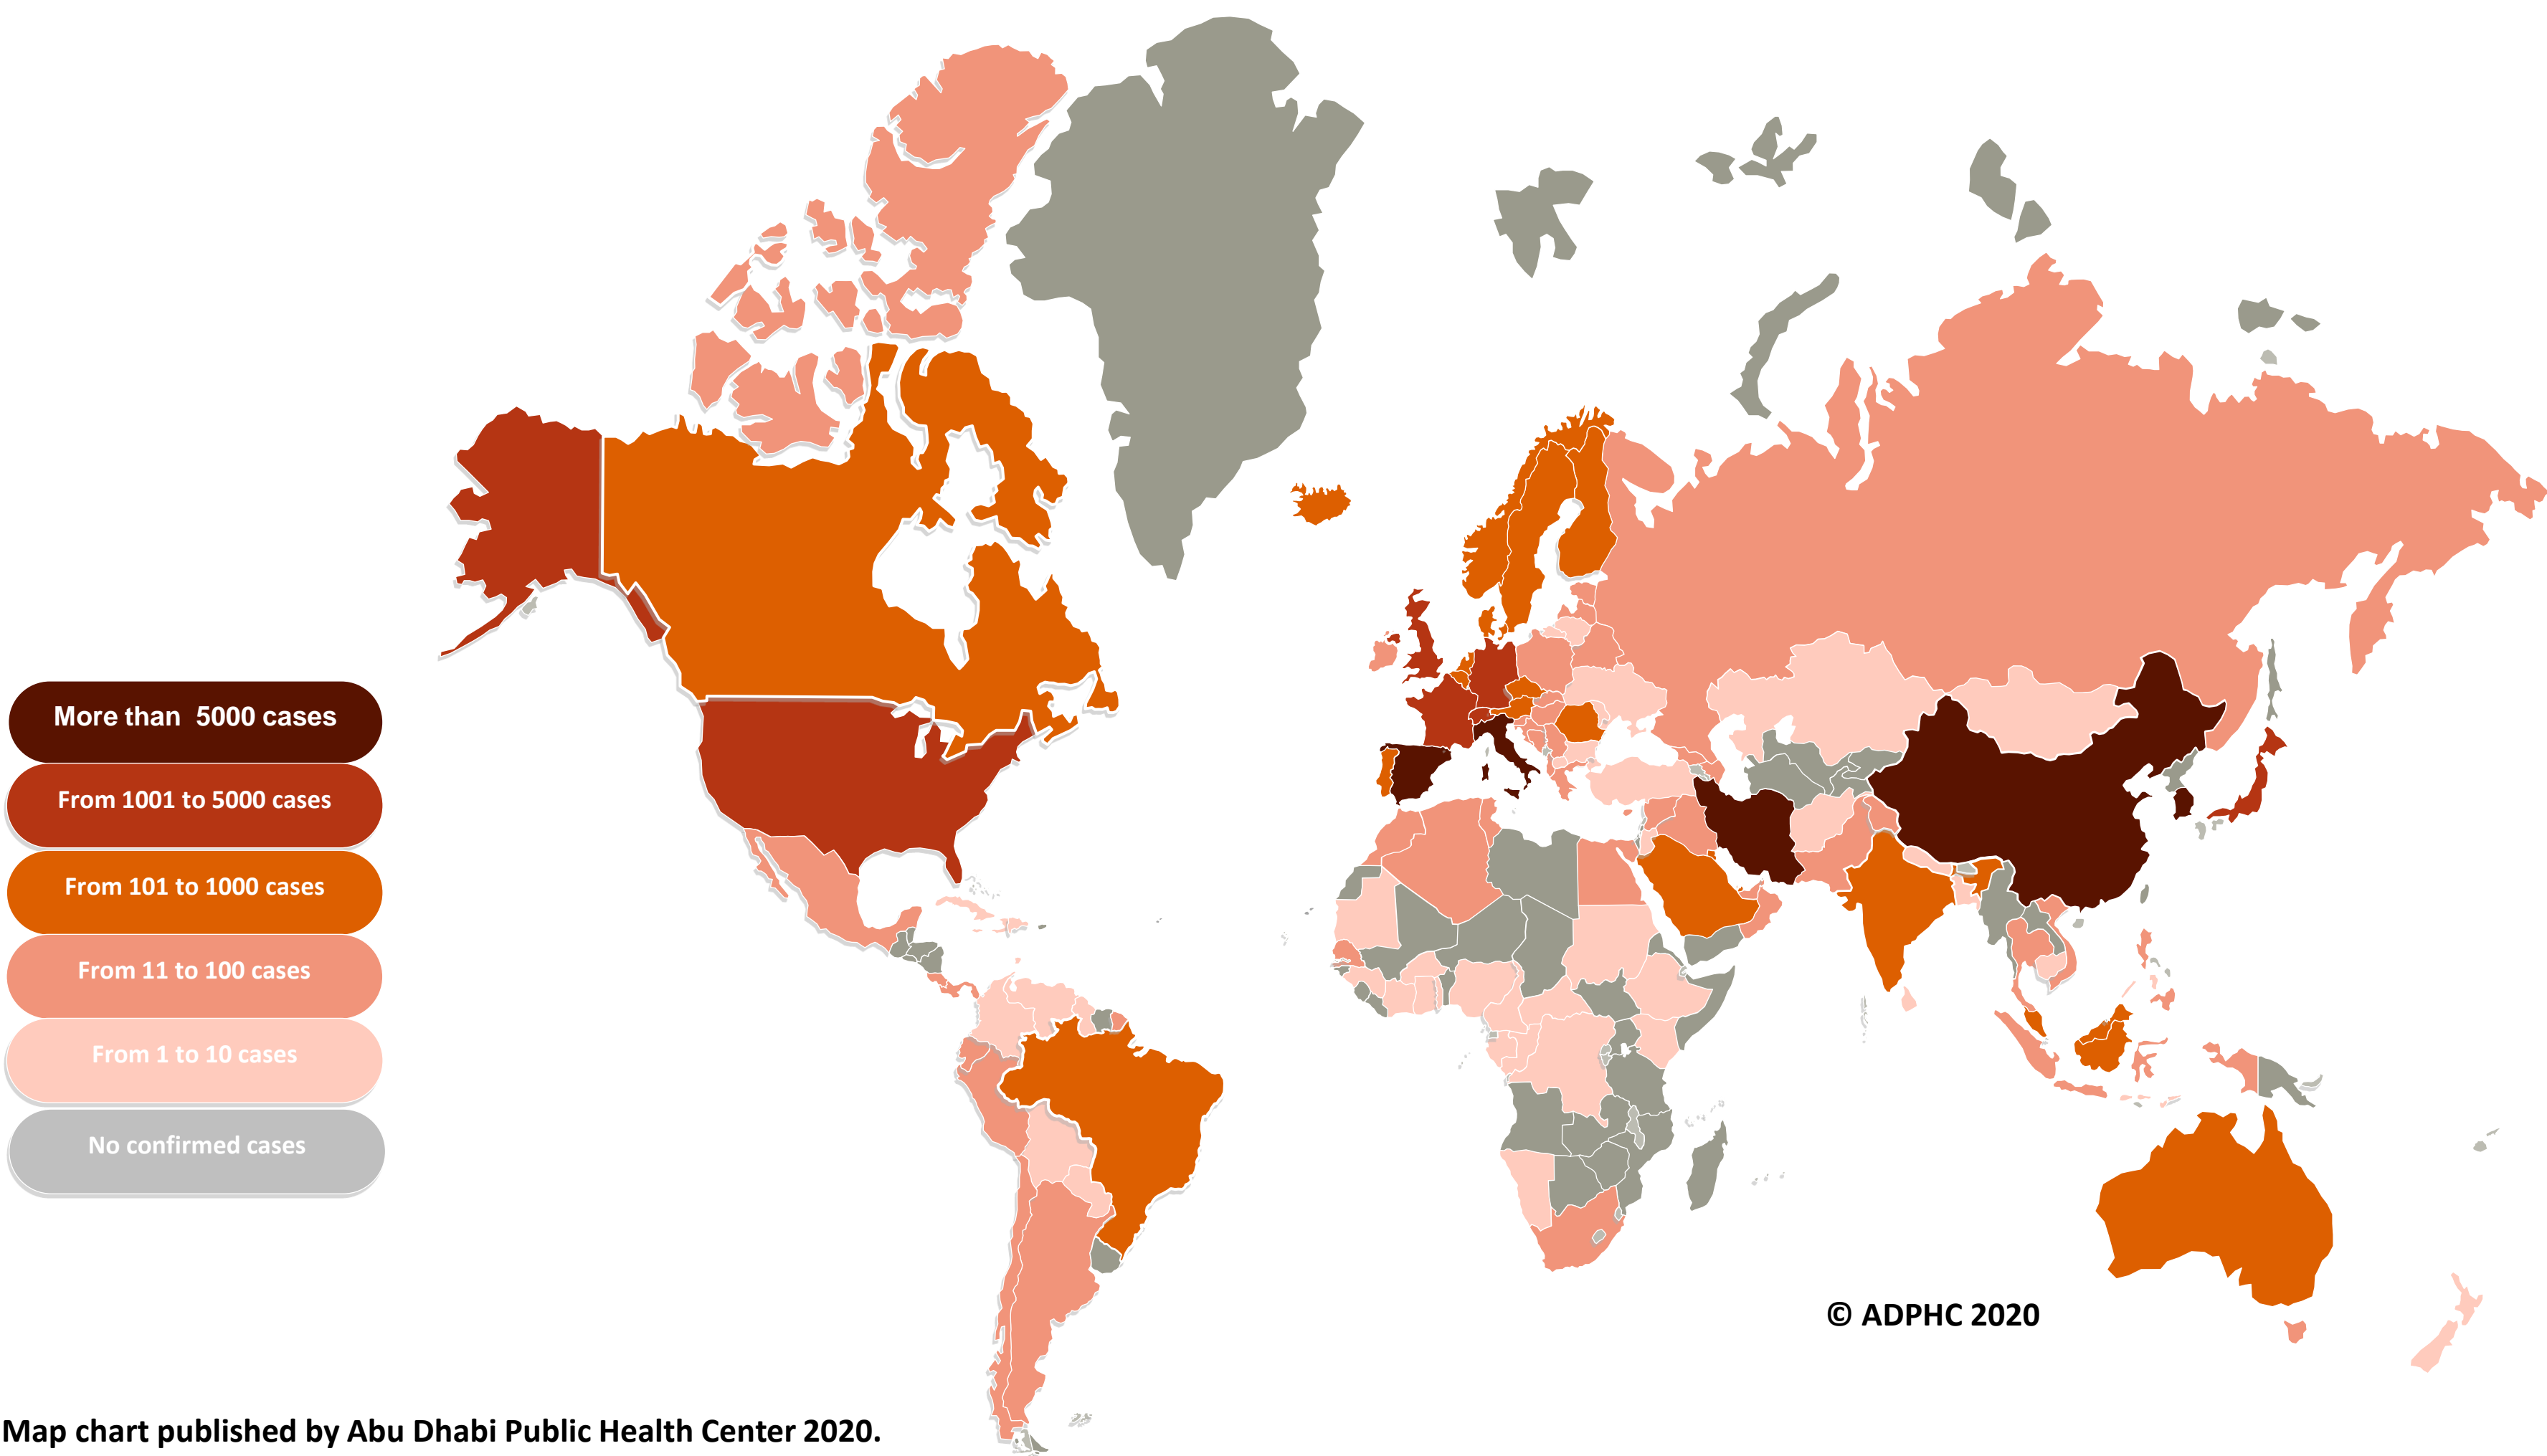 More than  5000 cases
From 1001 to 5000 cases
From 101 to 1000 cases
From 11 to 100 cases
From 1 to 10 cases
No confirmed cases
© ADPHC 2020
Map chart published by Abu Dhabi Public Health Center 2020.